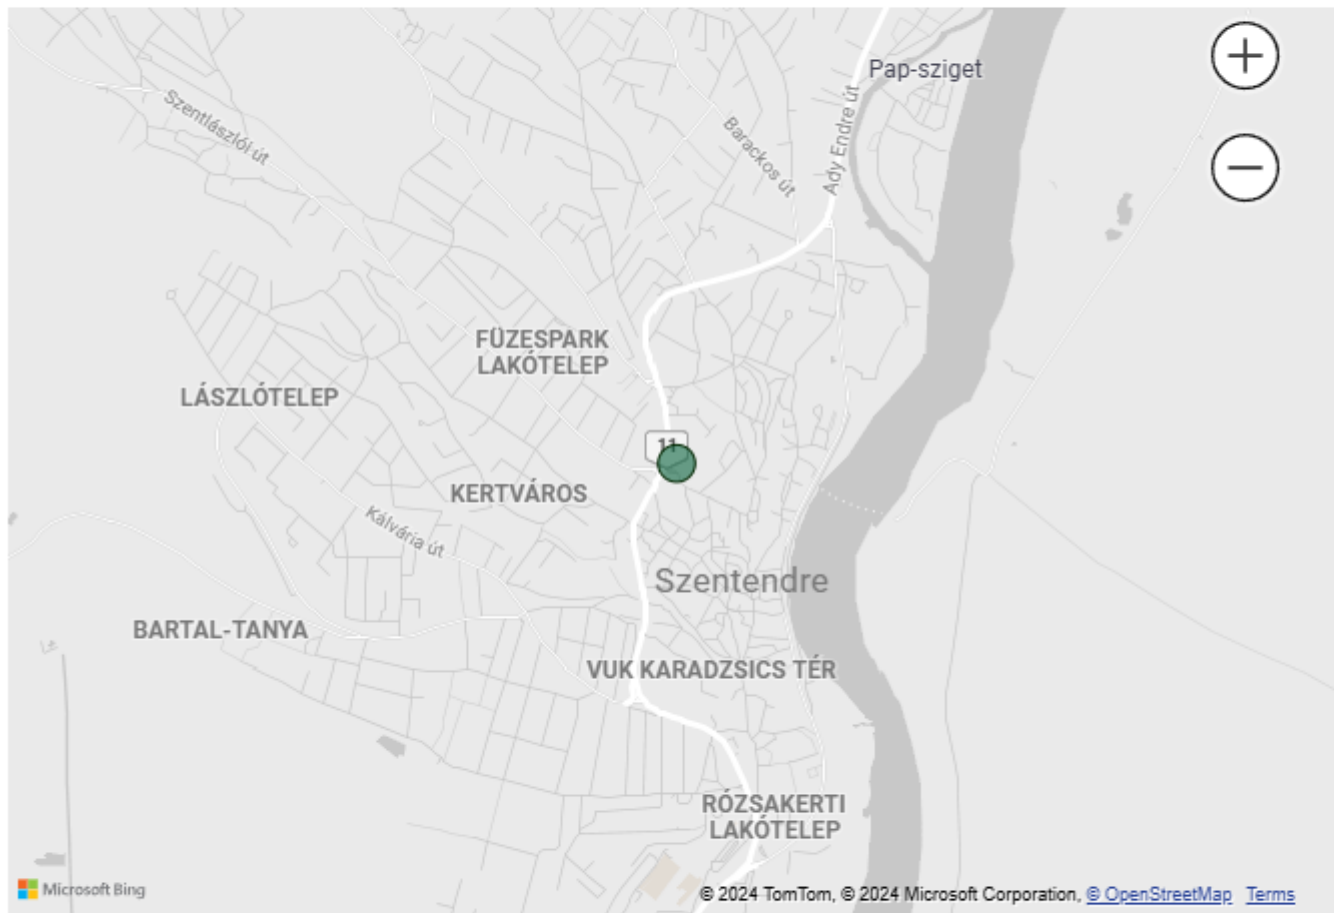 Pap-sziget
Szentlászlói út
Barackos út
Ady Endre út
FÜZESPARK
LAKÓTELEP
LÁSZLÓTELEP
11
KERTVÁROS
Kálvária út
Szentendre
BARTAL-TANYA
VUK KARADZSICS TÉR
RÓZSAKERTI
LAKÓTELEP
Microsoft Bing
© 2024 TomTom, © 2024 Microsoft Corporation, © OpenStreetMap Terms